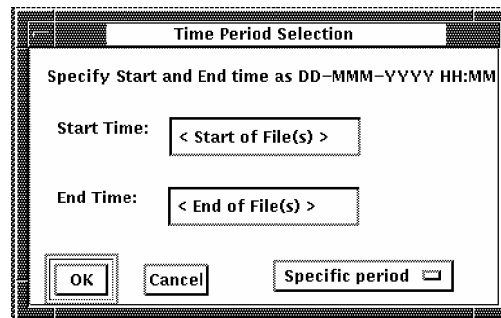 Time Period Selection
Specify Start and End time as DD-MMM-YYYY HH:MM
Start Time:
< Start of File(s) >
End Time:
< End of File(s) >
OK
Cancel
Specific period